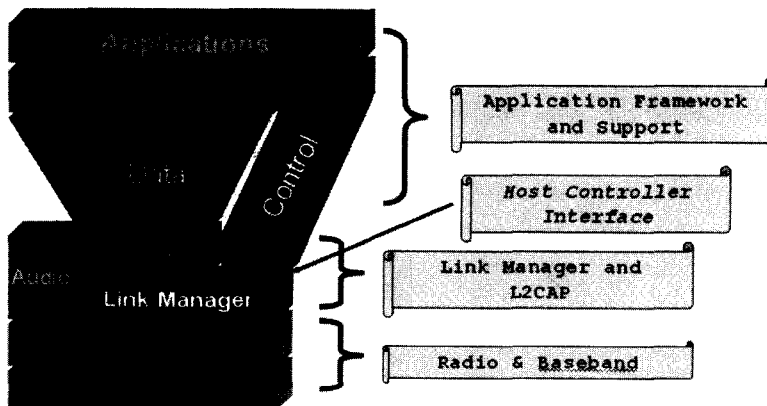 Applications
Data
Control
Audio
Link Manager
Application Framework
and Support
Host Controller
Interface
Link Manager and
L2CAP
Radio & Baseband